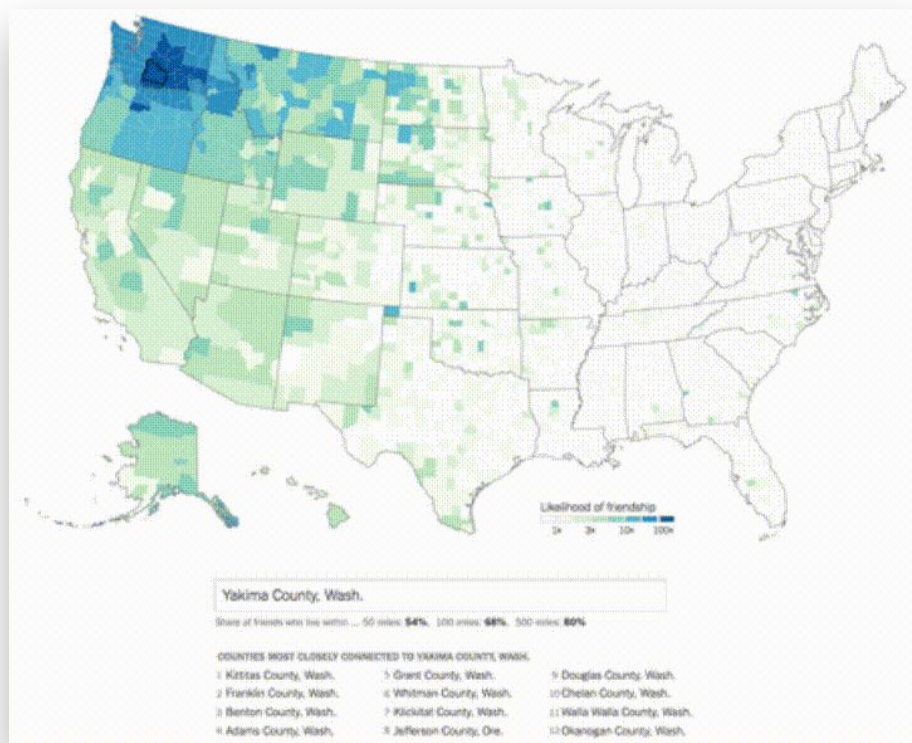 Likelihood of friendship
1x 3x 10x 100x
Yakima County, Wash.
Share of friends who live within ... 50 miles: 54%, 100 miles: 68%, 500 miles: 80%
COUNTIES MOST CLOSELY CONNECTED TO YAKIMA COUNTY, WASH.
1 Kittitas County, Wash.
2 Franklin County, Wash.
3 Benton County, Wash.
4 Adams County, Wash.
5 Grant County, Wash.
6 Whitman County, Wash.
7 Klickitat County, Wash.
8 Jefferson County, Ore.
9 Douglas County, Wash.
10 Chelan County, Wash.
11 Walla Walla County, Wash.
12 Okanogan County, Wash.